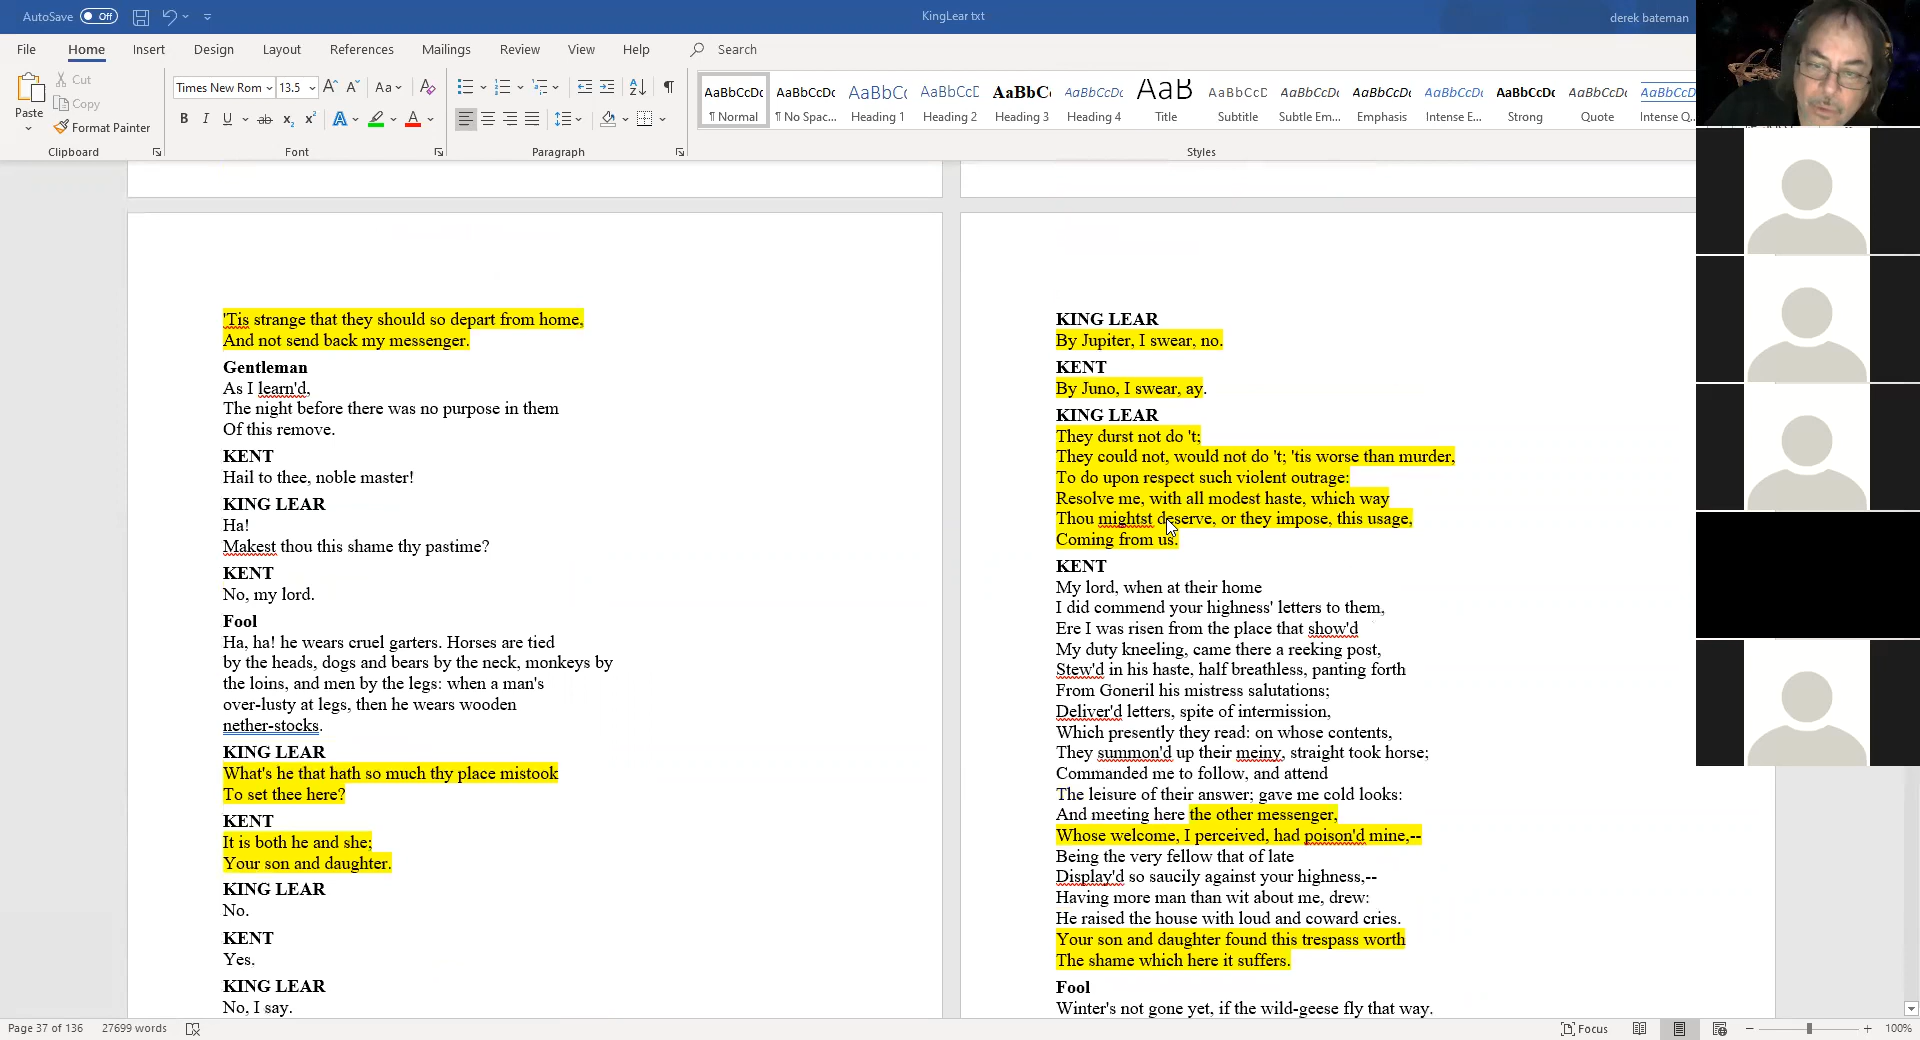 AutoSave Off KingLear txt derek bateman
File Home Insert Design Layout References Mailings Review View Help Search
Paste
Cut
Copy
Format Painter
Clipboard
Times New Rom 13.5 Aa
B I U ab x₂ x² A A
Font
Paragraph
AaBbCcDc AaBbCcDc AaBbC( AaBbCcD AaBbC( AaBbCcDc AaB AaBbCcD AaBbCcDc AaBbCcDc AaBbCcDc AaBbCcDc AaBbCcDc AaBbCcDc
¶ Normal ¶ No Spac... Heading 1 Heading 2 Heading 3 Heading 4 Title Subtitle Subtle Em... Emphasis Intense E... Strong Quote Intense Q...
Styles
'Tis strange that they should so depart from home,
And not send back my messenger.
Gentleman
As I learn'd,
The night before there was no purpose in them
Of this remove.
KENT
Hail to thee, noble master!
KING LEAR
Ha!
Makest thou this shame thy pastime?
KENT
No, my lord.
Fool
Ha, ha! he wears cruel garters. Horses are tied
by the heads, dogs and bears by the neck, monkeys by
the loins, and men by the legs: when a man's
over-lusty at legs, then he wears wooden
nether-stocks.
KING LEAR
What's he that hath so much thy place mistook
To set thee here?
KENT
It is both he and she;
Your son and daughter.
KING LEAR
No.
KENT
Yes.
KING LEAR
No, I say.
KING LEAR
By Jupiter, I swear, no.
KENT
By Juno, I swear, ay.
KING LEAR
They durst not do 't;
They could not, would not do 't; 'tis worse than murder,
To do upon respect such violent outrage:
Resolve me, with all modest haste, which way
Thou mightst deserve, or they impose, this usage,
Coming from us.
KENT
My lord, when at their home
I did commend your highness' letters to them,
Ere I was risen from the place that show'd
My duty kneeling, came there a reeking post,
Stew'd in his haste, half breathless, panting forth
From Goneril his mistress salutations;
Deliver'd letters, spite of intermission,
Which presently they read: on whose contents,
They summon'd up their meiny, straight took horse;
Commanded me to follow, and attend
The leisure of their answer; gave me cold looks:
And meeting here the other messenger,
Whose welcome, I perceived, had poison'd mine,--
Being the very fellow that of late
Display'd so saucily against your highness,--
Having more man than wit about me, drew:
He raised the house with loud and coward cries.
Your son and daughter found this trespass worth
The shame which here it suffers.
Fool
Winter's not gone yet, if the wild-geese fly that way.
Page 37 of 136 27699 words Focus 100%